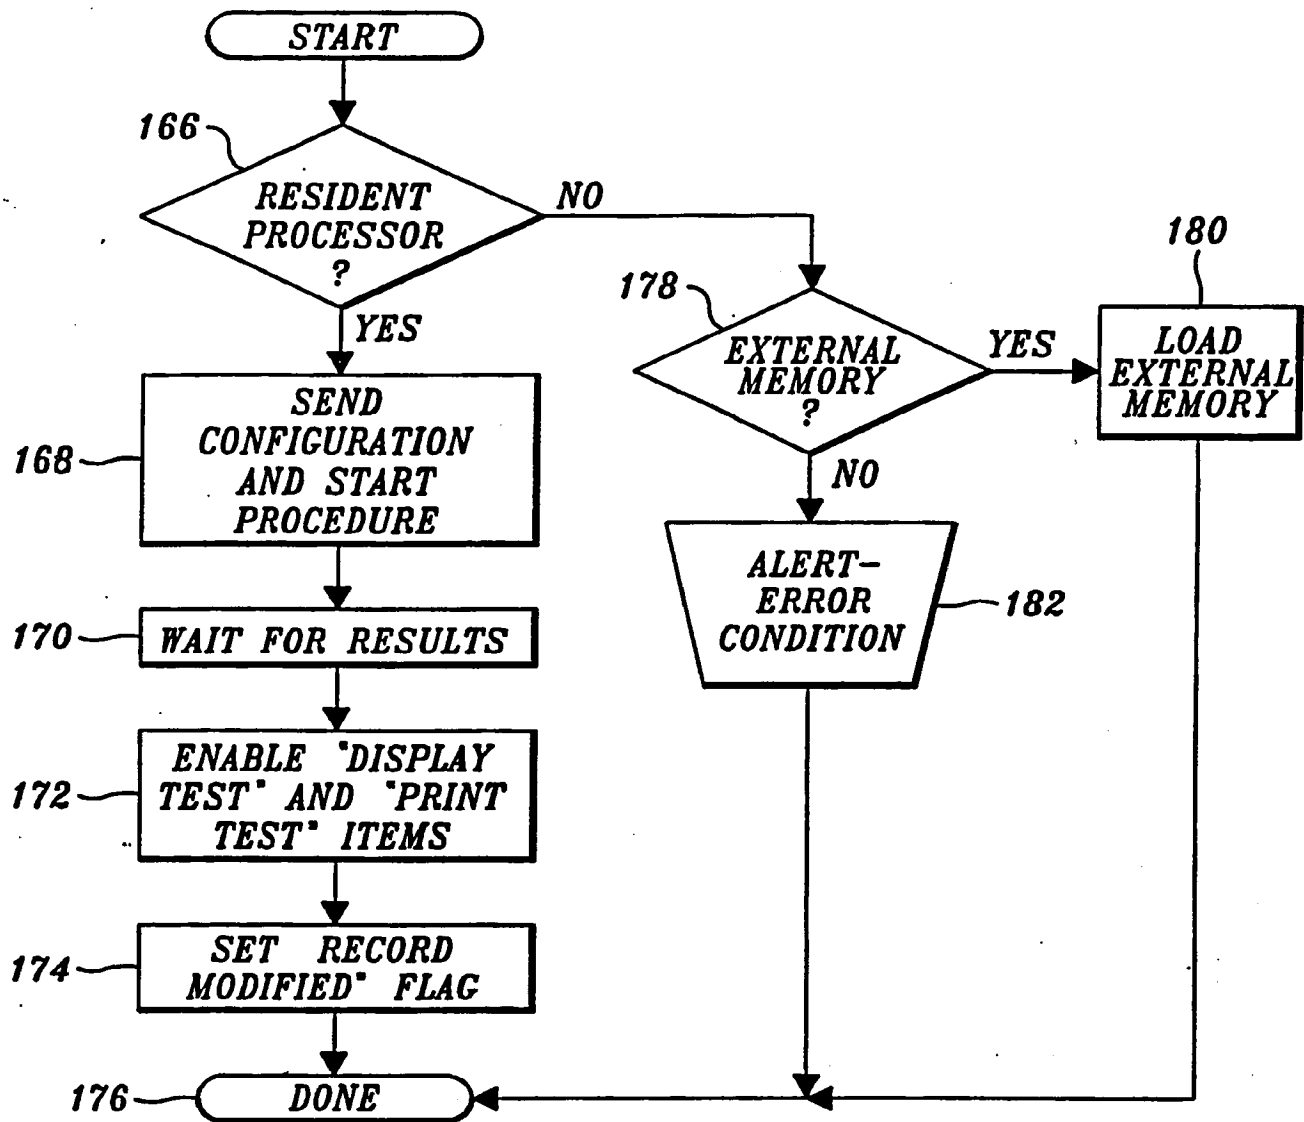 START
166
RESIDENT
PROCESSOR
?
NO
YES
168
SEND
CONFIGURATION
AND START
PROCEDURE
170
WAIT FOR RESULTS
172
ENABLE "DISPLAY
TEST" AND "PRINT
TEST" ITEMS
174
SET RECORD
MODIFIED" FLAG
176
DONE
178
EXTERNAL
MEMORY
?
YES
NO
180
LOAD
EXTERNAL
MEMORY
ALERT-
ERROR
CONDITION
182